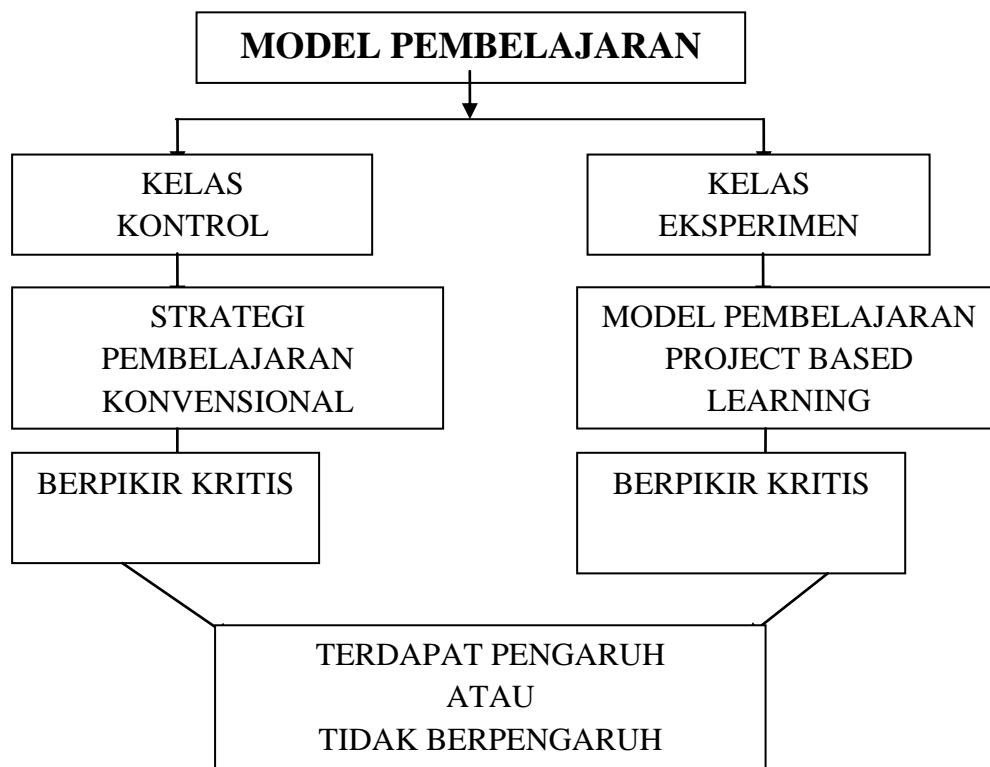 MODEL PEMBELAJARAN
KELAS
KONTROL
KELAS
EKSPERIMEN
STRATEGI
PEMBELAJARAN
KONVENSIONAL
MODEL PEMBELAJARAN
PROJECT BASED
LEARNING
BERPIKIR KRITIS
BERPIKIR KRITIS
TERDAPAT PENGARUH
ATAU
TIDAK BERPENGARUH